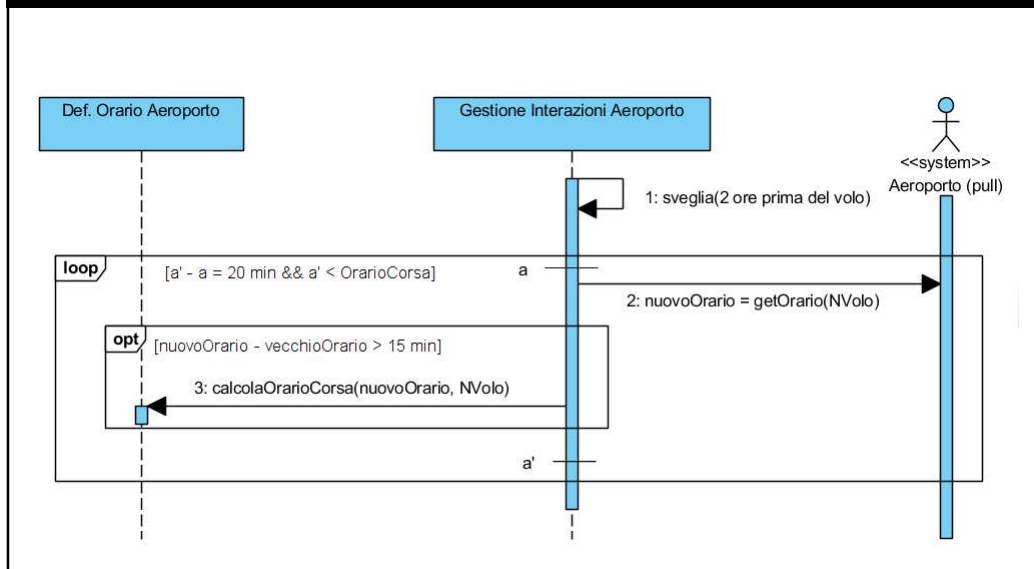 Def. Orario Aeroporto
Gestione Interazioni Aeroporto
<<system>>
Aeroporto (pull)
1: sveglia(2 ore prima del volo)
loop
[a' - a = 20 min && a' < OrarioCorsa]
a
2: nuovoOrario = getOrario(NVolo)
opt
[nuovoOrario - vecchioOrario > 15 min]
3: calcolaOrarioCorsa(nuovoOrario, NVolo)
a'